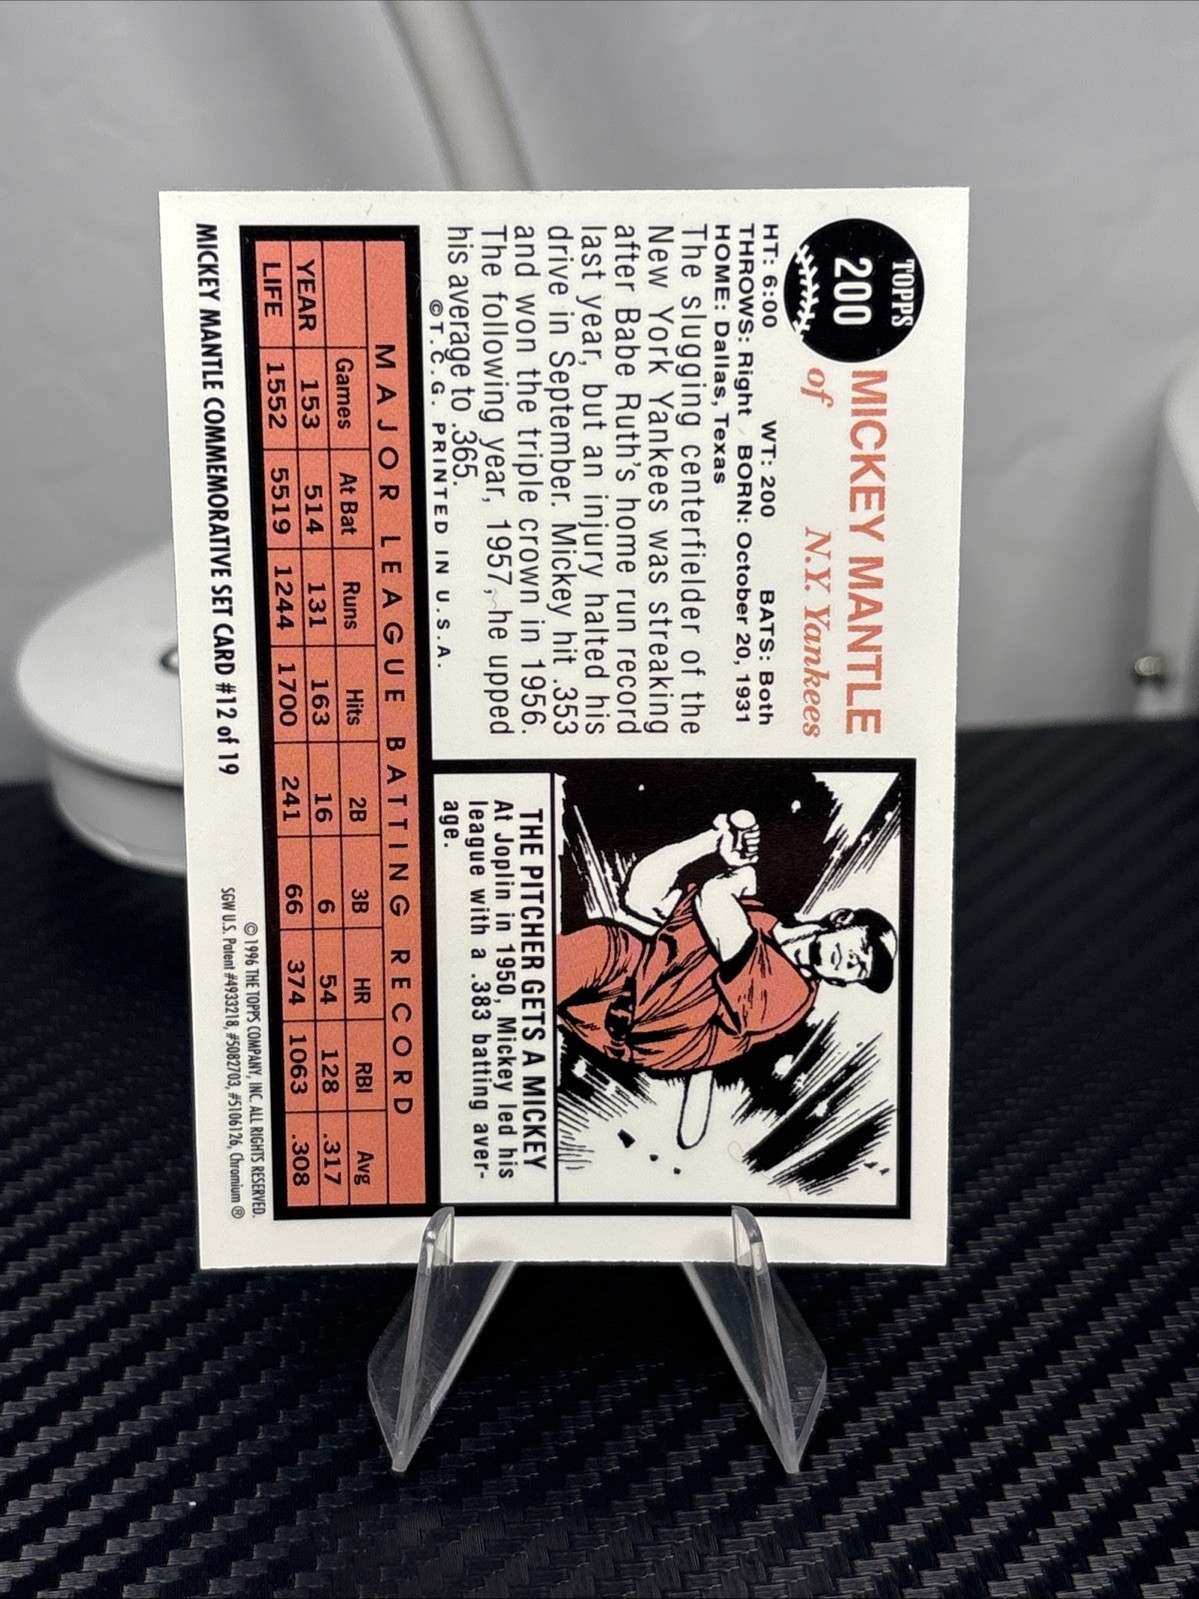 TOPPS
200
MICKEY MANTLE
of N.Y. Yankees
HT: 6:00 WT: 200 BATS: Both
THROWS: Right BORN: October 20, 1931
HOME: Dallas, Texas
The slugging centerfielder of the
New York Yankees was streaking
after Babe Ruth's home run record
last year, but an injury halted his
drive in September. Mickey hit .353
and won the triple crown in 1956.
The following year, 1957, he upped
his average to .365.
©T.C.G. PRINTED IN U.S.A.
THE PITCHER GETS A MICKEY
At Joplin in 1950, Mickey led his
league with a .383 batting aver-
age.
MAJOR LEAGUE BATTING RECORD
Games At Bat Runs Hits 2B 3B HR RBI Avg
YEAR 153 514 131 163 16 6 54 128 .317
LIFE 1552 5519 1244 1700 241 66 374 1063 .308
MICKEY MANTLE COMMEMORATIVE SET CARD #12 of 19
© 1996 THE TOPPS COMPANY, INC. ALL RIGHTS RESERVED.
SGW U.S. Patent #4933218, #5082703, #5106126, Chromium ®